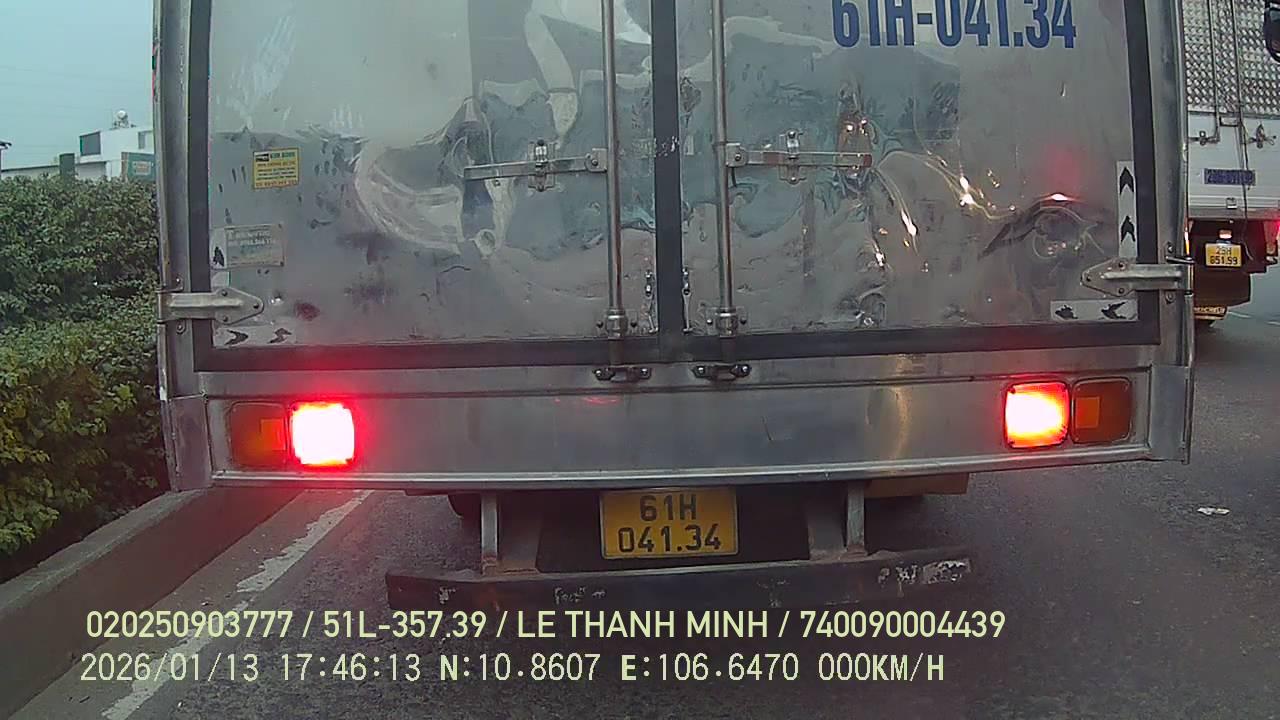 61H-041.34
61H
041.34
020250903777 / 51L-357.39 / LE THANH MINH / 740090004439
2026/01/13 17:46:13 N:10.8607 E:106.6470 000KM/H